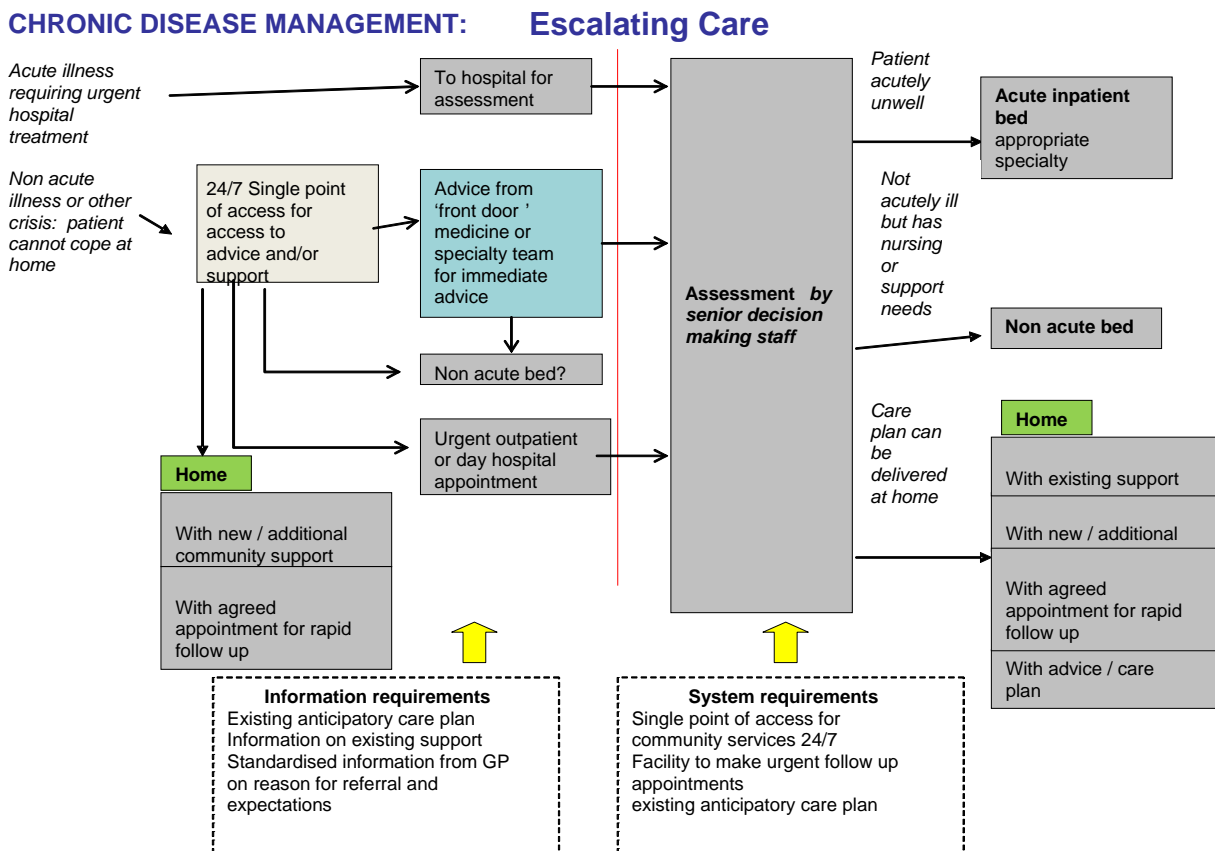 CHRONIC DISEASE MANAGEMENT: Escalating Care
Acute illness
requiring urgent
hospital
treatment
To hospital for
assessment
Patient
acutely
unwell
Acute inpatient
bed
appropriate
specialty
Non acute
illness or other
crisis: patient
cannot cope at
home
24/7 Single point
of access for
access to
advice and/or
support
Advice from
‘front door ’
medicine or
specialty team
for immediate
advice
Assessment by
senior decision
making staff
Not
acutely ill
but has
nursing
or
support
needs
Non acute bed
Non acute bed?
Urgent outpatient
or day hospital
appointment
Care
plan can
be
delivered
at home
Home
With new / additional
community support
With agreed
appointment for rapid
follow up
Home
With existing support
With new / additional
With agreed
appointment for rapid
follow up
With advice / care
plan
Information requirements
Existing anticipatory care plan
Information on existing support
Standardised information from GP
on reason for referral and
expectations
System requirements
Single point of access for
community services 24/7
Facility to make urgent follow up
appointments
existing anticipatory care plan